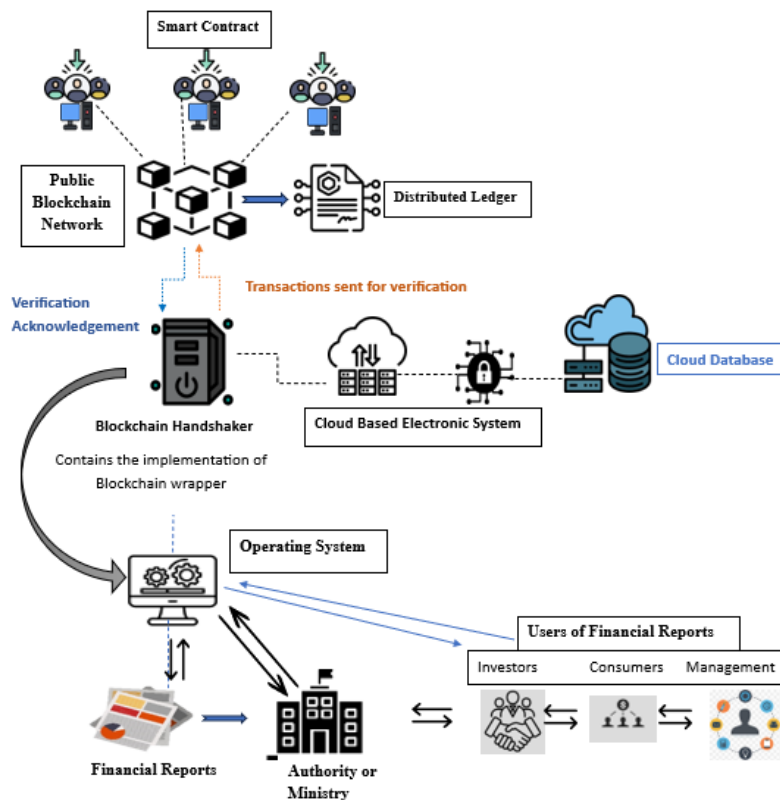 Smart Contract
Public
Blockchain
Network
Distributed Ledger
Transactions sent for verification
Verification
Acknowledgement
Cloud Database
Blockchain Handshaker
Cloud Based Electronic System
Contains the implementation of
Blockchain wrapper
Operating System
Users of Financial Reports
Investors
Consumers
Management
Financial Reports
Authority or
Ministry